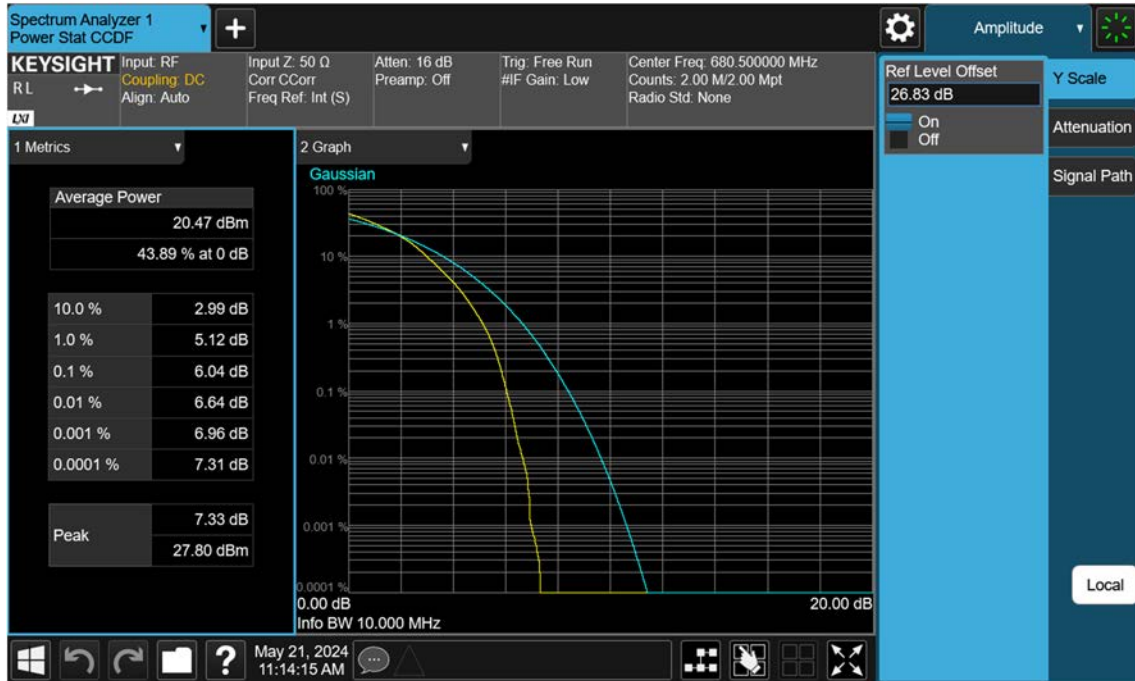 Spectrum Analyzer 1
Power Stat CCDF
+
Amplitude
KEYSIGHT
R L
LXI
Input: RF
Coupling: DC
Align: Auto
Input Z: 50 Ω
Corr CCorr
Freq Ref: Int (S)
Atten: 16 dB
Preamp: Off
Trig: Free Run
#IF Gain: Low
Center Freq: 680.500000 MHz
Counts: 2.00 M/2.00 Mpt
Radio Std: None
Ref Level Offset
26.83 dB
On
Off
Y Scale
Attenuation
Signal Path
Local
1 Metrics
Average Power
20.47 dBm
43.89 % at 0 dB
10.0 % 2.99 dB
1.0 % 5.12 dB
0.1 % 6.04 dB
0.01 % 6.64 dB
0.001 % 6.96 dB
0.0001 % 7.31 dB
Peak
7.33 dB
27.80 dBm
2 Graph
Gaussian
100 %
10 %
1 %
0.1 %
0.01 %
0.001 %
0.0001 %
0.00 dB 20.00 dB
Info BW 10.000 MHz
?
May 21, 2024
11:14:15 AM